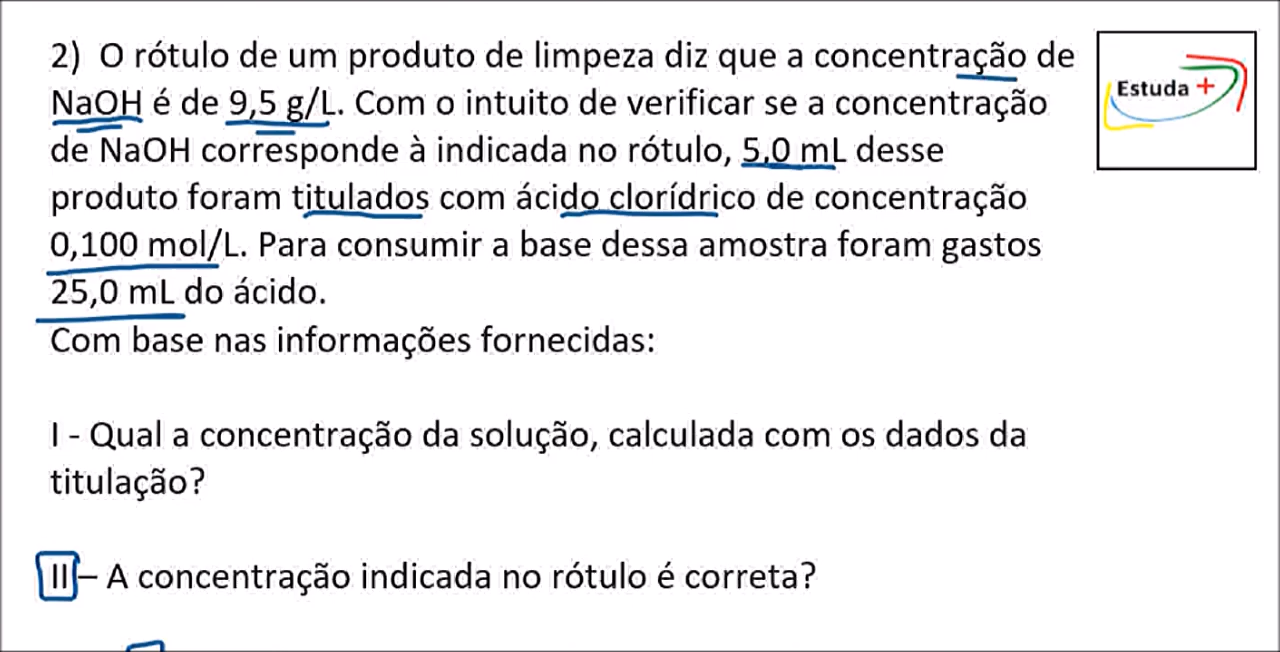 2) O rótulo de um produto de limpeza diz que a concentração de
NaOH é de 9,5 g/L. Com o intuito de verificar se a concentração
de NaOH corresponde à indicada no rótulo, 5,0 mL desse
produto foram titulados com ácido clorídrico de concentração
0,100 mol/L. Para consumir a base dessa amostra foram gastos
25,0 mL do ácido.
Com base nas informações fornecidas:
I - Qual a concentração da solução, calculada com os dados da
titulação?
II – A concentração indicada no rótulo é correta?
Estuda +